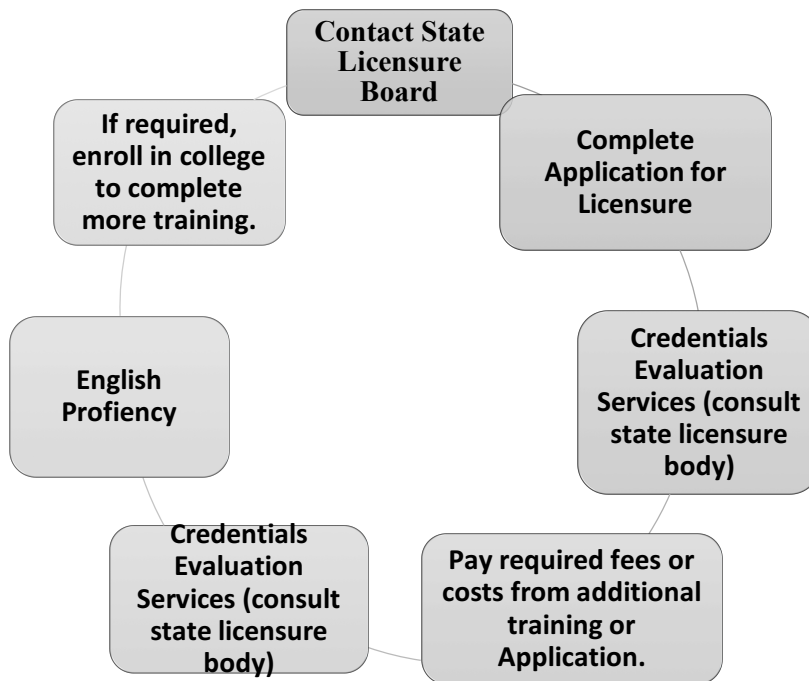 Contact State
Licensure
Board
Complete
Application for
Licensure
Credentials
Evaluation
Services (consult
state licensure
body)
Pay required fees or
costs from additional
training or
Application.
Credentials
Evaluation
Services (consult
state licensure
body)
English
Profiency
If required,
enroll in college
to complete
more training.